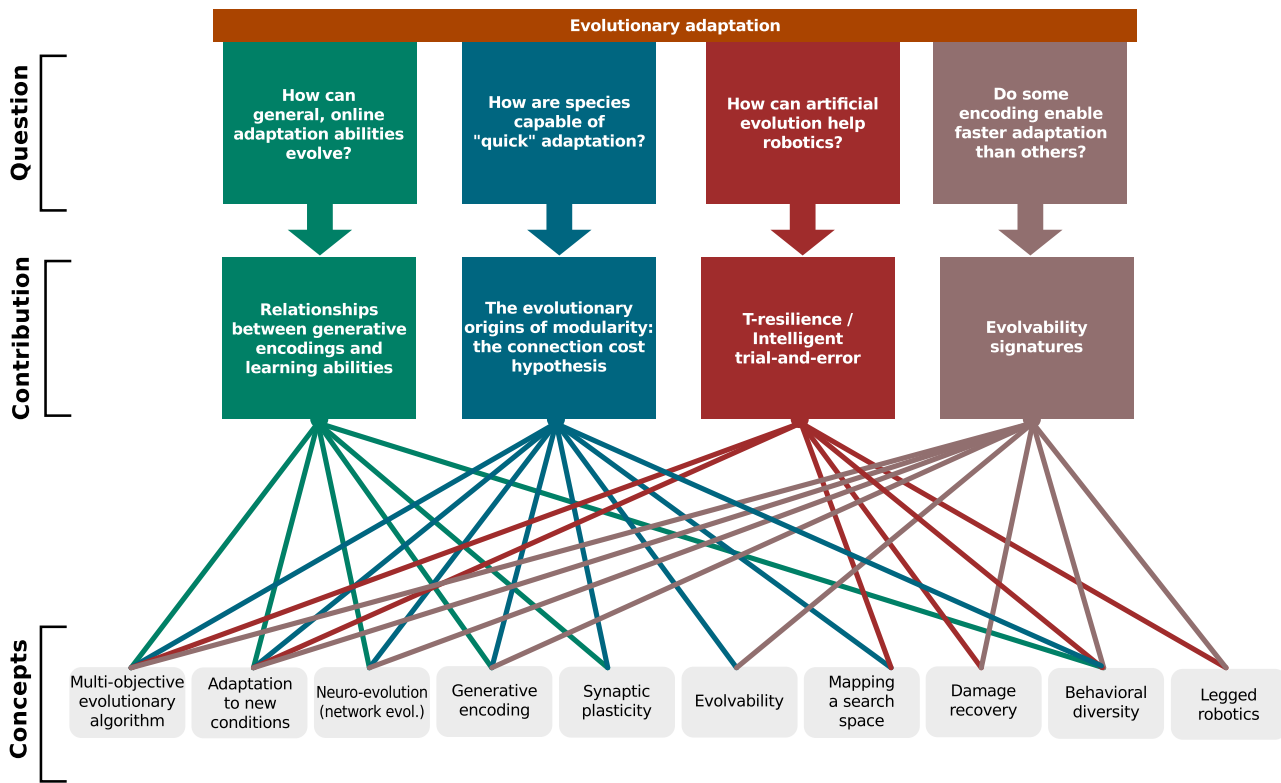 Evolutionary adaptation
Question
How can
general, online
adaptation abilities
evolve?
How are species
capable of
"quick" adaptation?
How can artificial
evolution help
robotics?
Do some
encoding enable
faster adaptation
than others?
Contribution
Relationships
between generative
encodings and
learning abilities
The evolutionary
origins of modularity:
the connection cost
hypothesis
T-resilience /
Intelligent
trial-and-error
Evolvability
signatures
Concepts
Multi-objective
evolutionary
algorithm
Adaptation
to new
conditions
Neuro-evolution
(network evol.)
Generative
encoding
Synaptic
plasticity
Evolvability
Mapping
a search
space
Damage
recovery
Behavioral
diversity
Legged
robotics